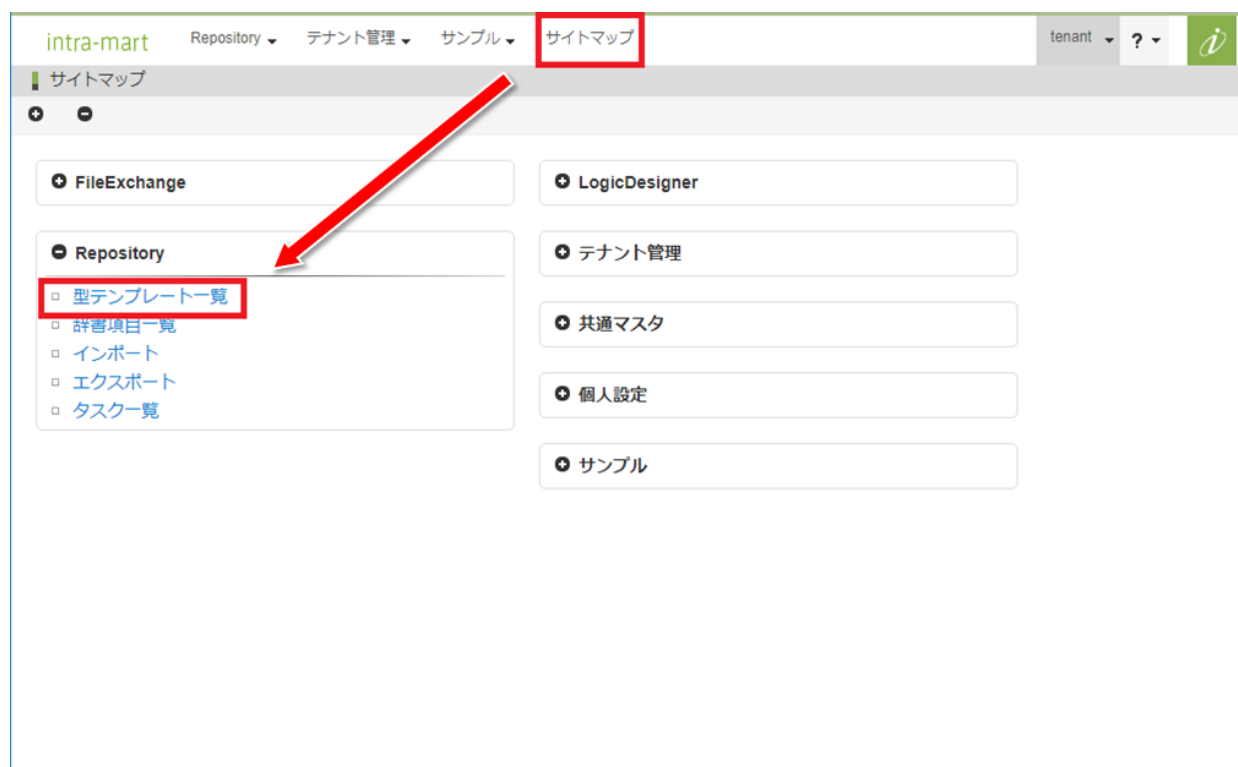 intra-mart Repository テナント管理 サンプル サイトマップ tenant ?
サイトマップ
FileExchange
Repository
型テンプレート一覧
辞書項目一覧
インポート
エクスポート
タスク一覧
LogicDesigner
テナント管理
共通マスタ
個人設定
サンプル